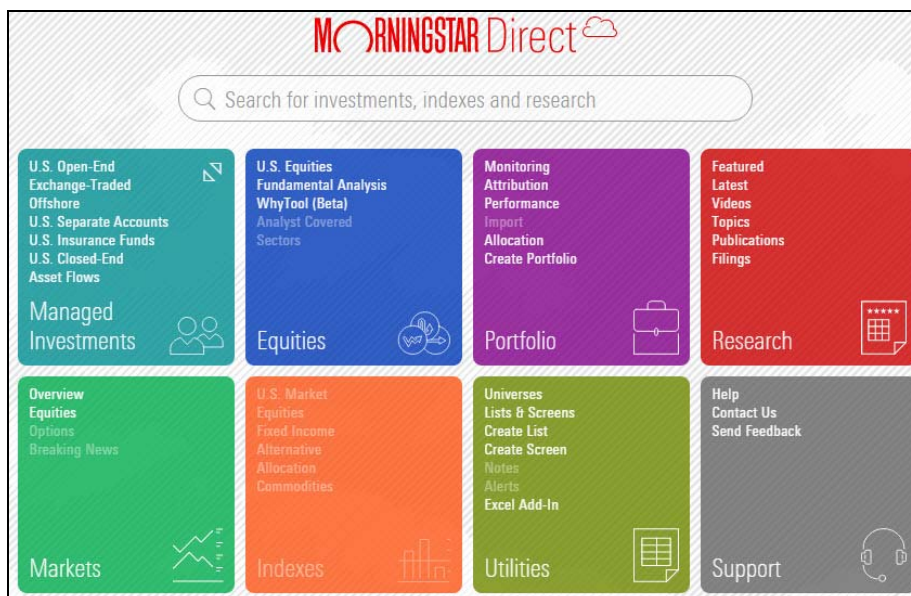 MORNINGSTAR Direct
Search for investments, indexes and research
U.S. Open-End
Exchange-Traded
Offshore
U.S. Separate Accounts
U.S. Insurance Funds
U.S. Closed-End
Asset Flows
Managed
Investments
U.S. Equities
Fundamental Analysis
WhyTool (Beta)
Analyst Covered
Sectors
Equities
Monitoring
Attribution
Performance
Import
Allocation
Create Portfolio
Portfolio
Featured
Latest
Videos
Topics
Publications
Filings
Research
Overview
Equities
Options
Breaking News
Markets
U.S. Market
Equities
Fixed Income
Alternative
Allocation
Commodities
Indexes
Universes
Lists & Screens
Create List
Create Screen
Notes
Alerts
Excel Add-In
Utilities
Help
Contact Us
Send Feedback
Support